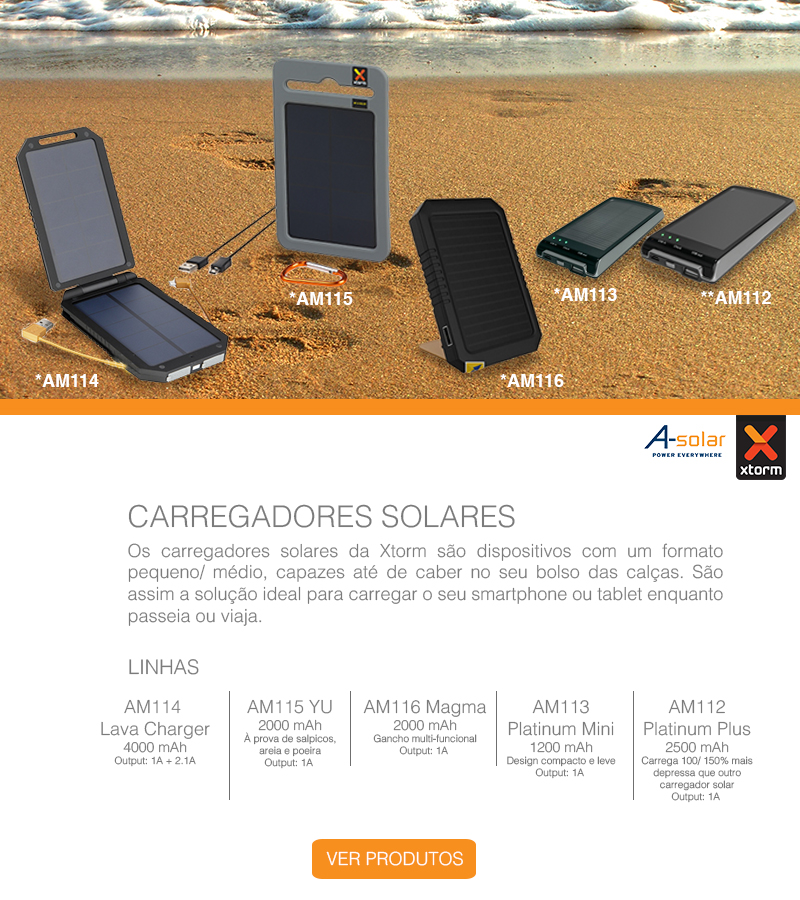 xtorm
*AM115
*AM113
**AM112
*AM114
*AM116
A-solar
POWER EVERYWHERE
xtorm
CARREGADORES SOLARES
Os carregadores solares da Xtorm são dispositivos com um formato
pequeno/ médio, capazes até de caber no seu bolso das calças. São
assim a solução ideal para carregar o seu smartphone ou tablet enquanto
passeia ou viaja.
LINHAS
AM114
Lava Charger
4000 mAh
Output: 1A + 2.1A
AM115 YU
2000 mAh
À prova de salpicos,
areia e poeira
Output: 1A
AM116 Magma
2000 mAh
Gancho multi-funcional
Output: 1A
AM113
Platinum Mini
1200 mAh
Design compacto e leve
Output: 1A
AM112
Platinum Plus
2500 mAh
Carrega 100/ 150% mais
depressa que outro
carregador solar
Output: 1A
VER PRODUTOS